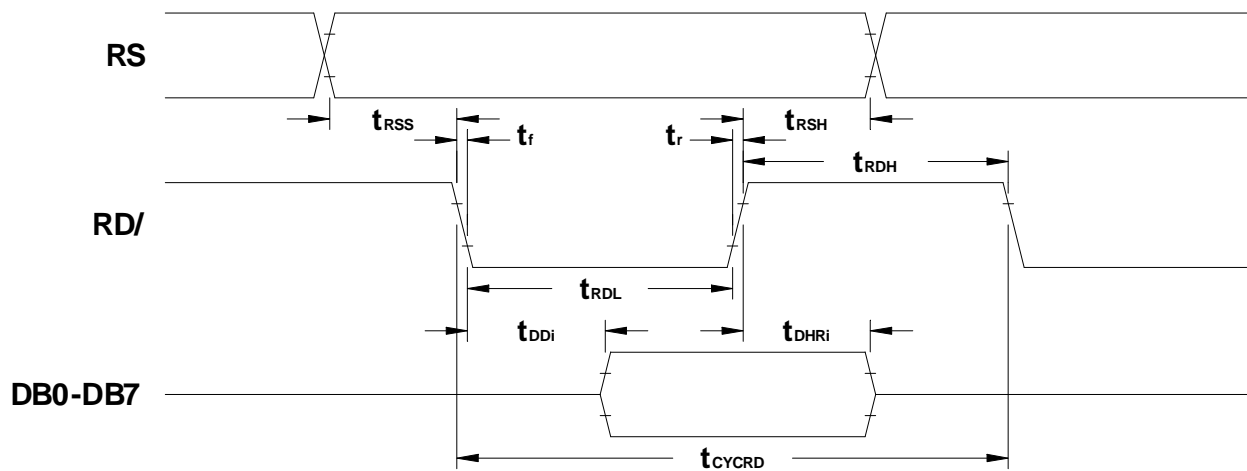 RS
tRSS
tf
tr
tRSH
tRDH
RD/
tRDL
tDDi
tDHRi
DB0-DB7
tCYCRD